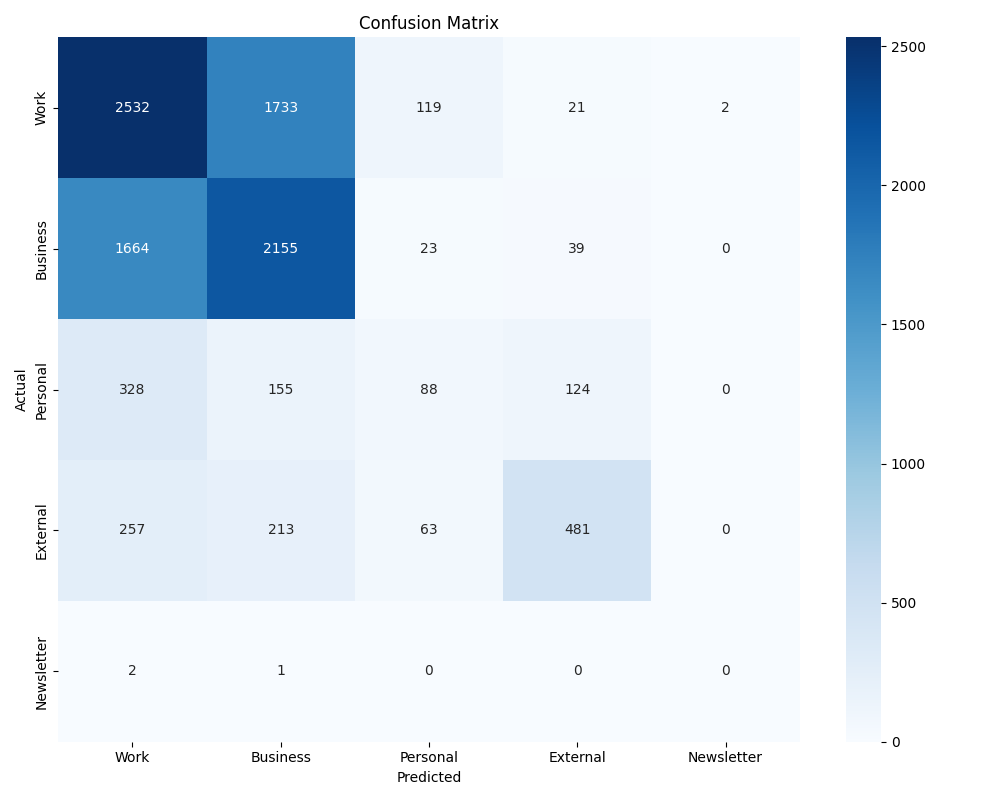 Confusion Matrix
Actual
Work 2532 1733 119 21 2
Business 1664 2155 23 39 0
Personal 328 155 88 124 0
External 257 213 63 481 0
Newsletter 2 1 0 0 0
Work Business Personal External Newsletter
Predicted
2500
2000
1500
1000
500
0